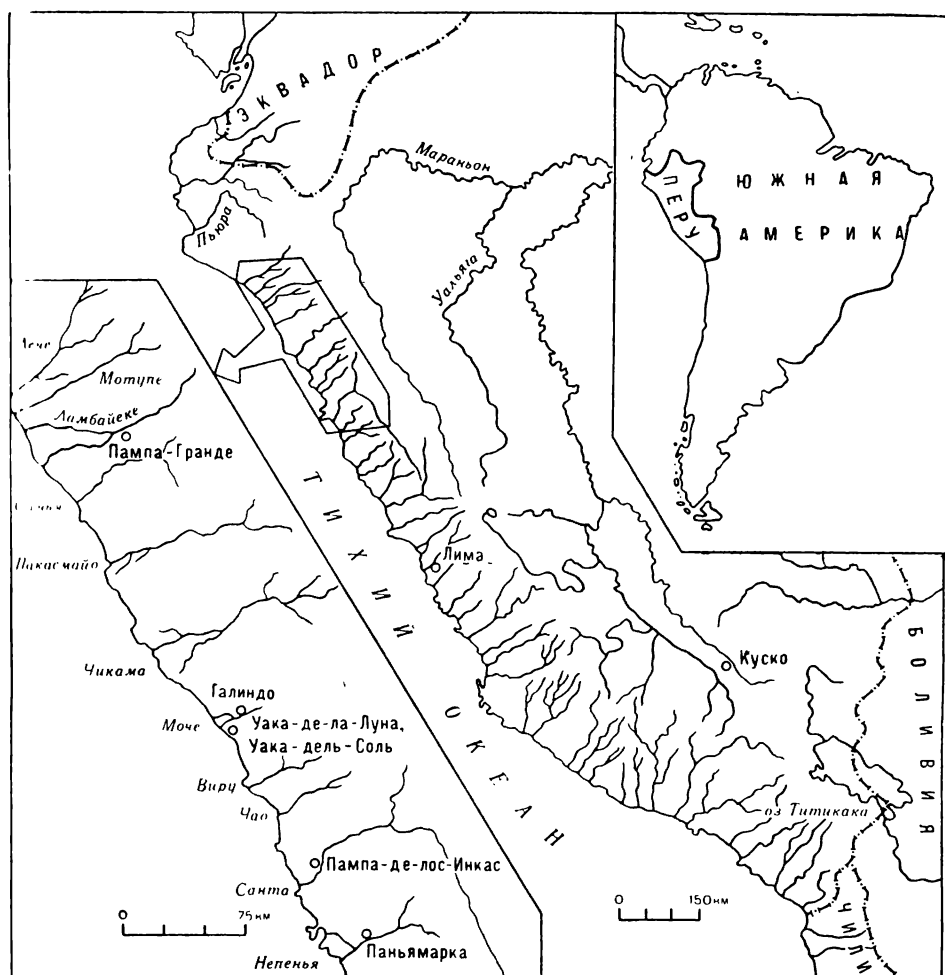 ЭКВАДОР
Мараньон
Пьюра
Уальяга
ПЕРУ
ЮЖНАЯ
АМЕРИКА
Мотупе
Ламбайеке
Пампа-Гранде
Пакасмайо
Чикама
Галиндо
Моче
Уака-де-ла-Луна,
Уака-дель-Соль
Виру
Чао
Пампа-де-лос-Инкас
Санта
0 75 км
Паньямарка
Непенья
ТИХИЙ ОКЕАН
Лима
Куско
БОЛИВИЯ
оз Титикака
0 150 км
ЧИЛИ